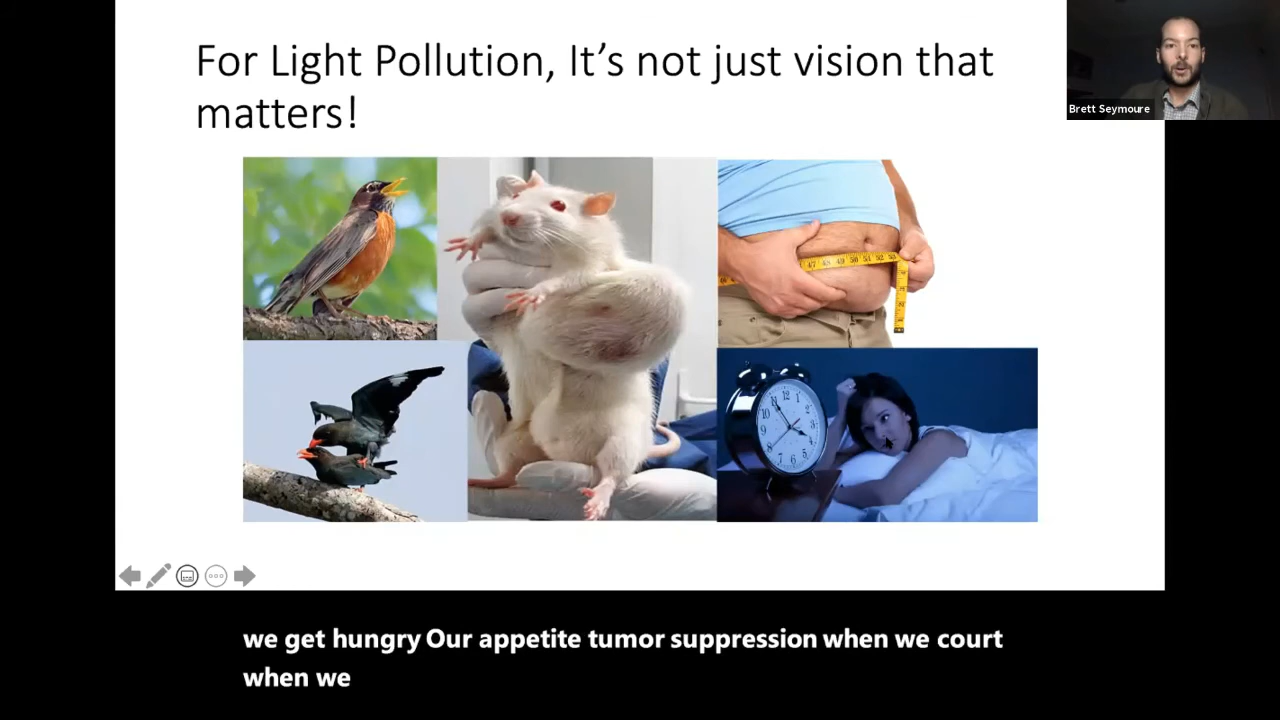 For Light Pollution, It's not just vision that
matters!
Brett Seymoure
we get hungry Our appetite tumor suppression when we court
when we